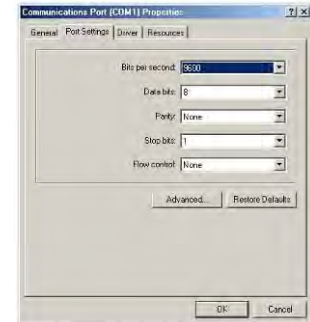 Communications Port (COM1) Properties ? X
General Port Settings Driver Resources
Bits per second: 9600
Data bits: 8
Parity: None
Stop bits: 1
Flow control: None
Advanced... Restore Defaults
OK Cancel